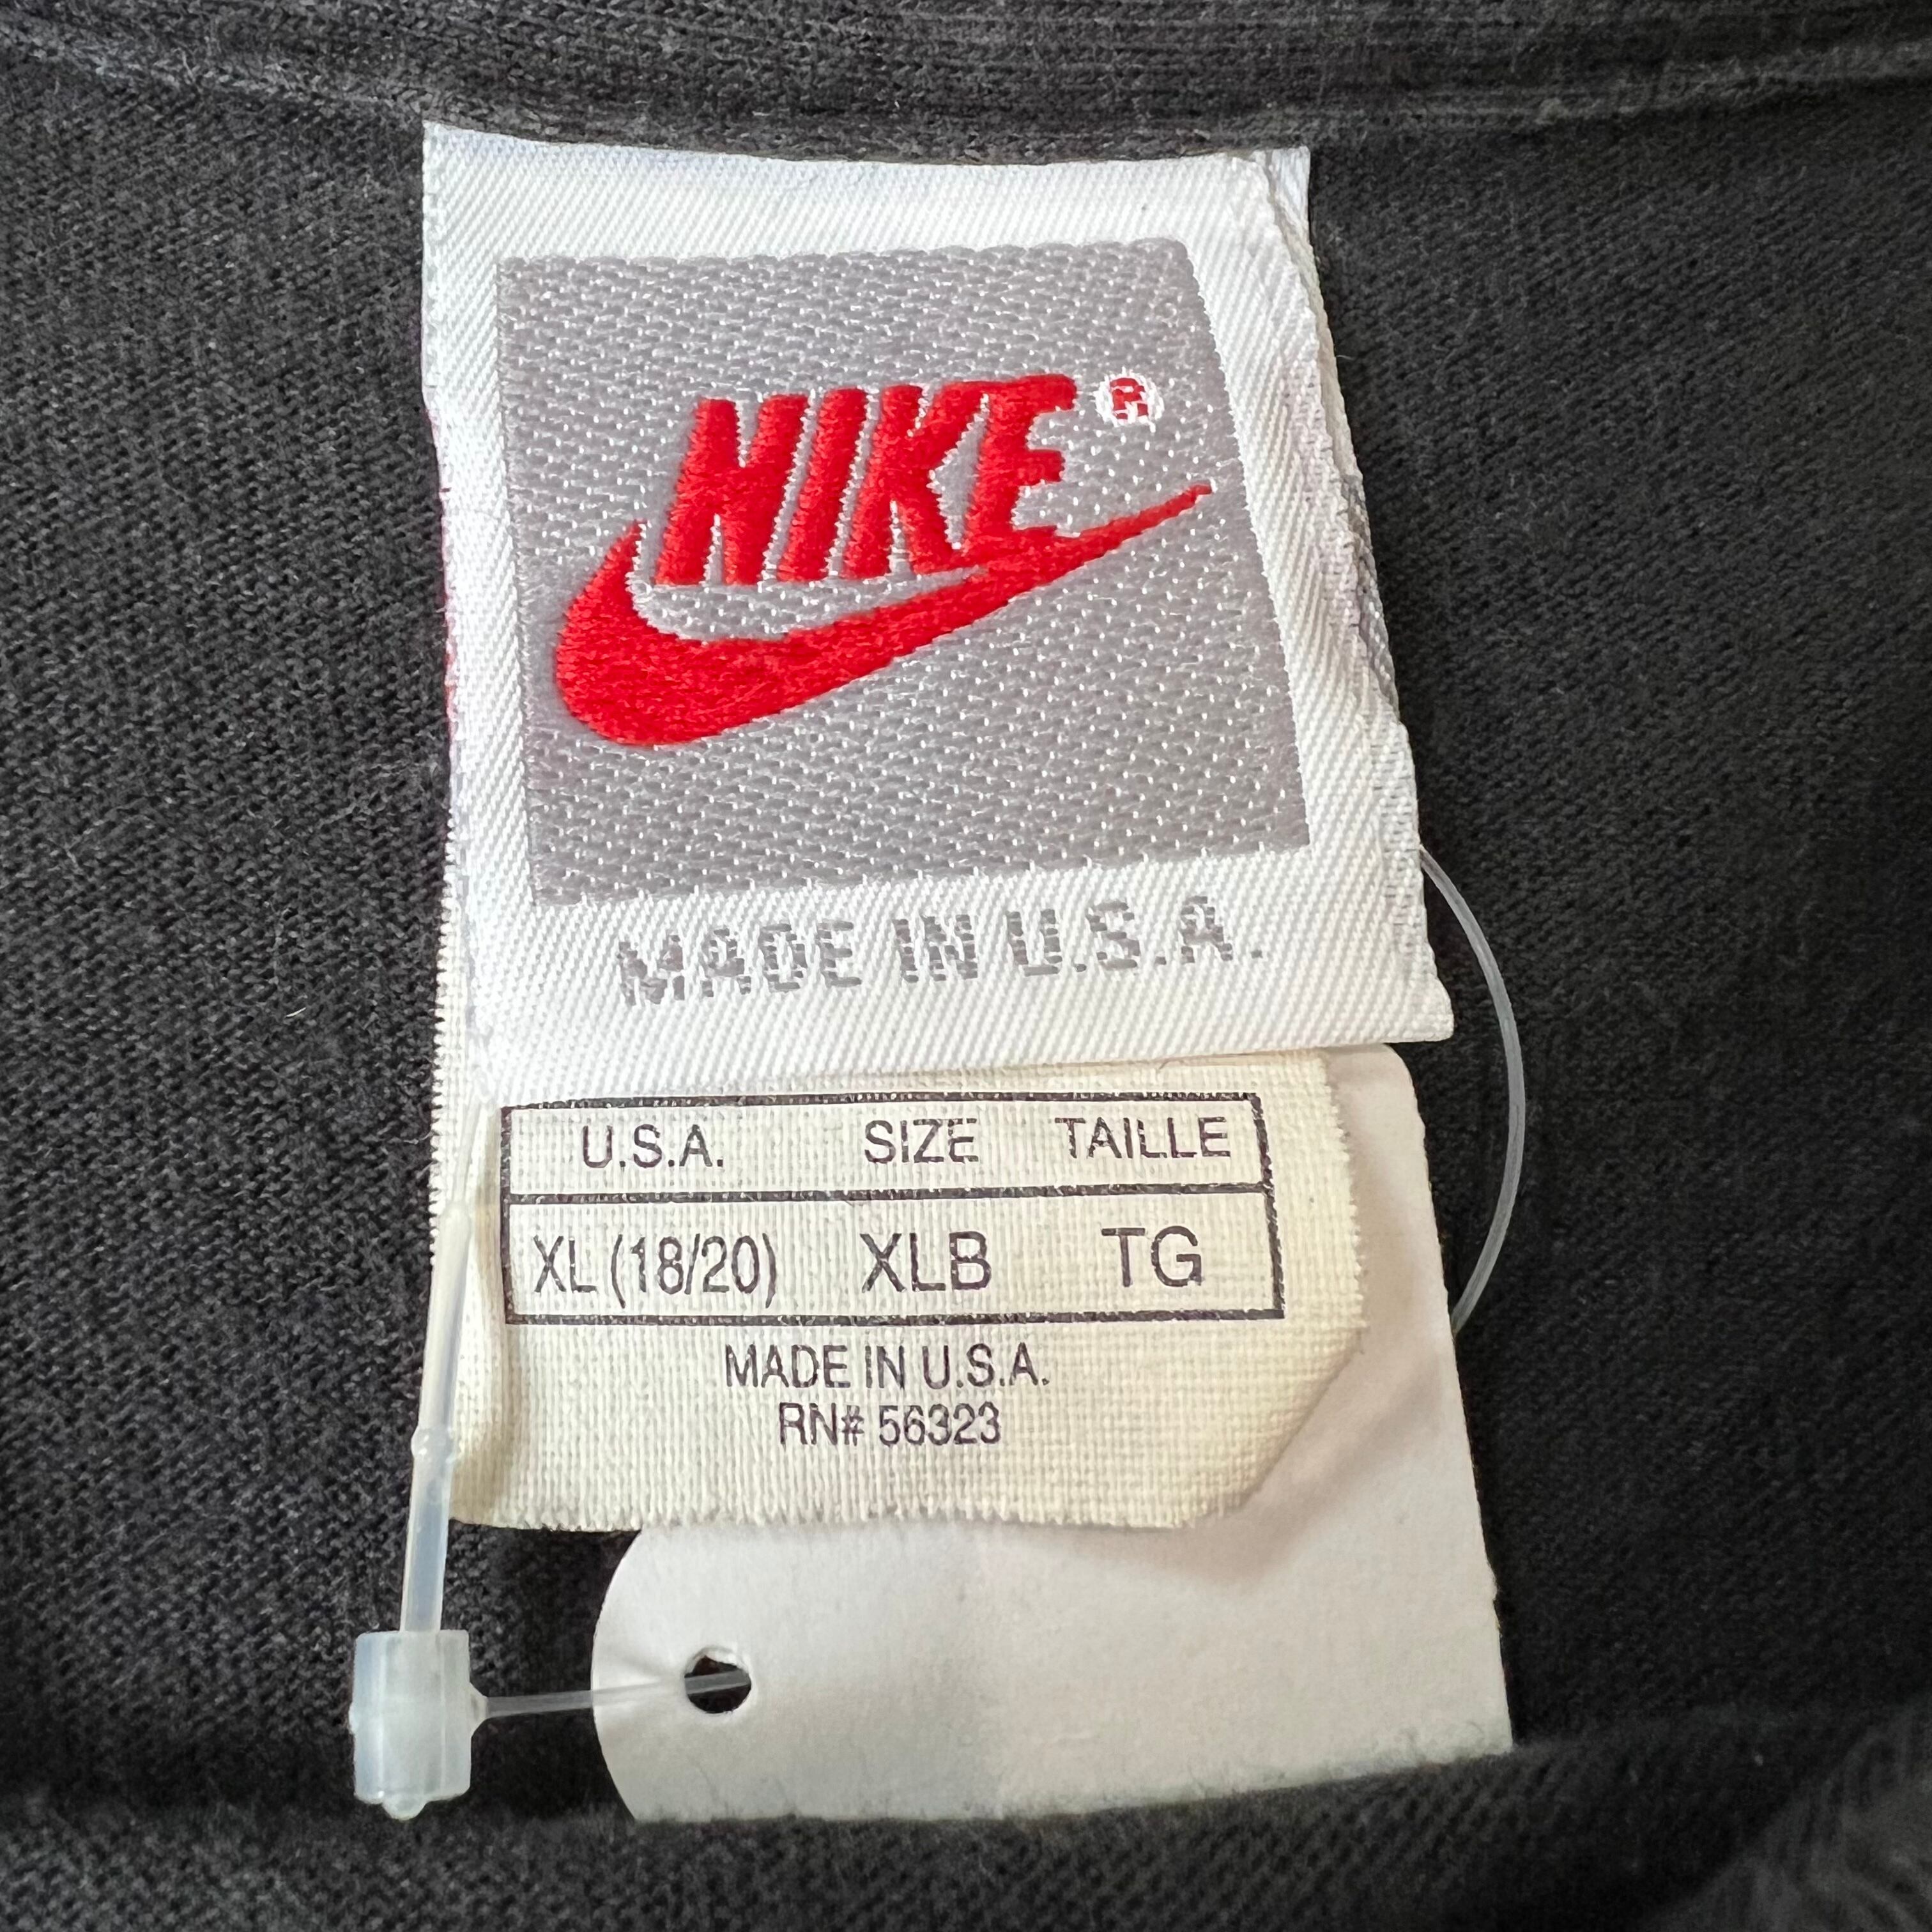 NIKE®
MADE IN U.S.A.
U.S.A. SIZE TAILLE
XL (18/20) XLB TG
MADE IN U.S.A.
RN# 56323